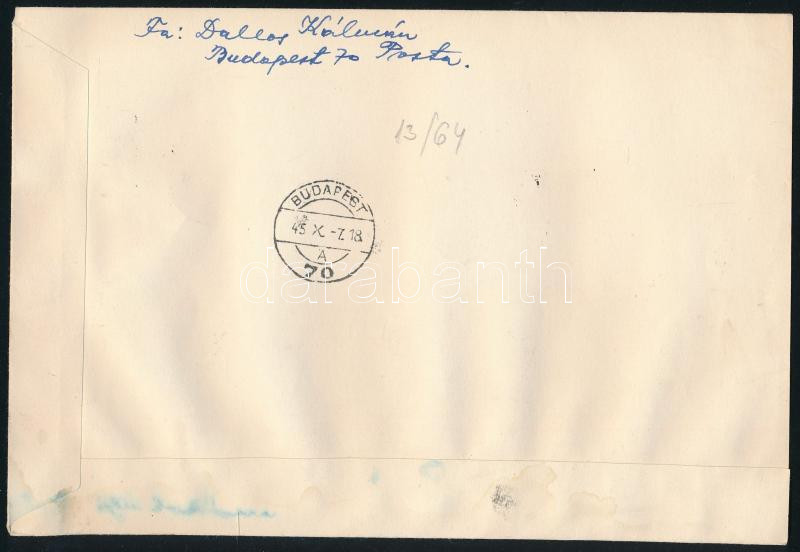 Fa: Dallos Kálmán
Budapest 70 Posta.
13/64
BUDAPEST
45 X -7. 18
A
70
darabanth